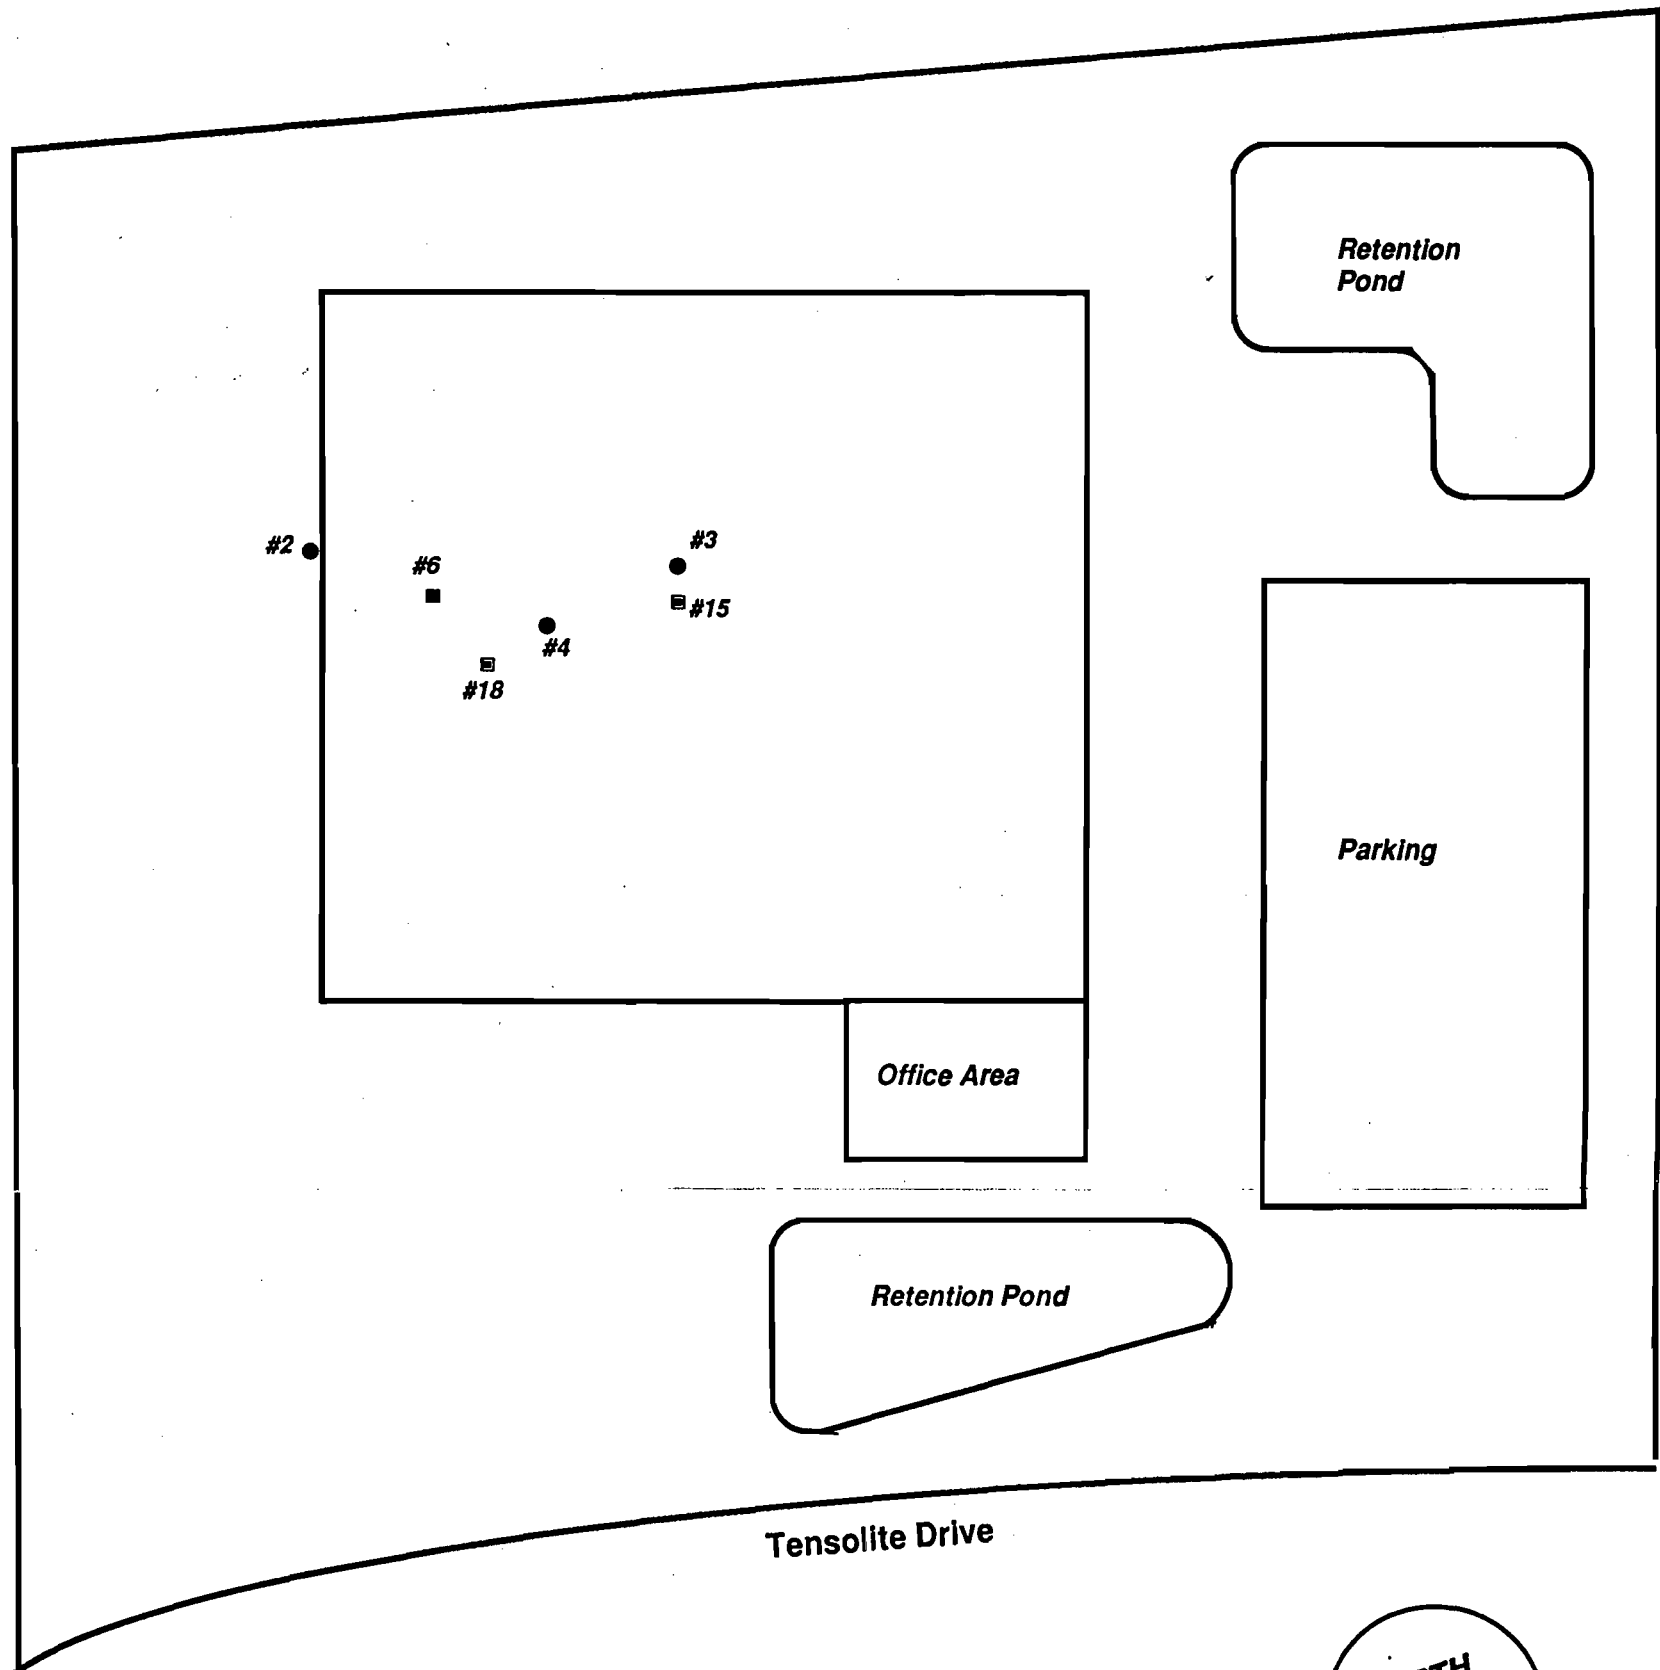 Retention
Pond
#2
#3
#6
#15
#4
#18
Parking
Office Area
Retention Pond
Tensolite Drive